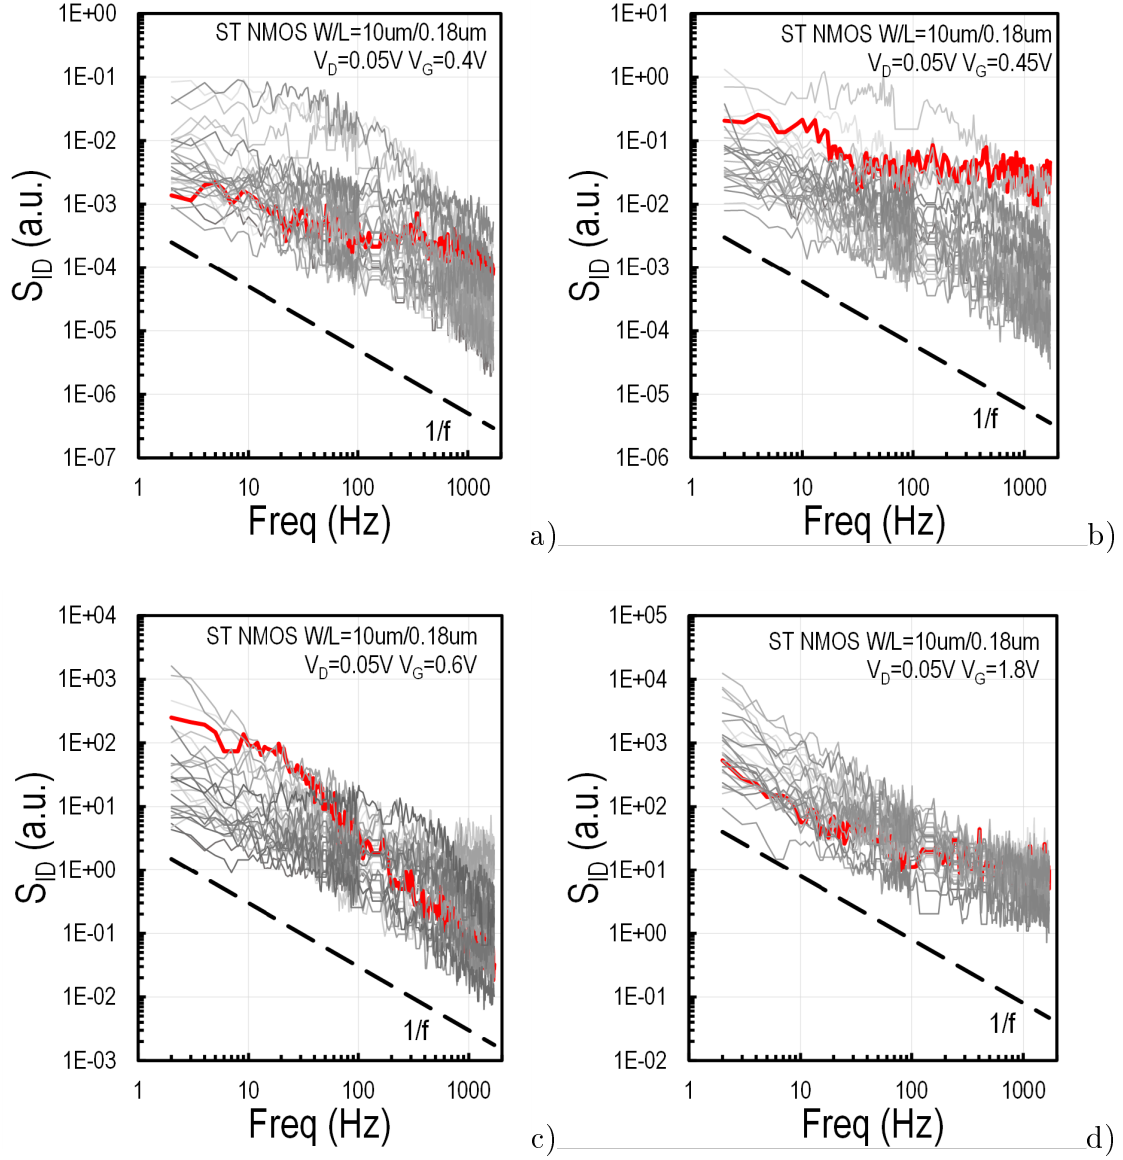 1E+00
1E-01
1E-02
1E-03
1E-04
1E-05
1E-06
1E-07
S_ID (a.u.)
ST NMOS W/L=10um/0.18um
V_D=0.05V V_G=0.4V
1/f
1 10 100 1000
Freq (Hz)
a)
1E+01
1E+00
1E-01
1E-02
1E-03
1E-04
1E-05
1E-06
S_ID (a.u.)
ST NMOS W/L=10um/0.18um
V_D=0.05V V_G=0.45V
1/f
1 10 100 1000
Freq (Hz)
b)
1E+04
1E+03
1E+02
1E+01
1E+00
1E-01
1E-02
1E-03
S_ID (a.u.)
ST NMOS W/L=10um/0.18um
V_D=0.05V V_G=0.6V
1/f
1 10 100 1000
Freq (Hz)
c)
1E+05
1E+04
1E+03
1E+02
1E+01
1E+00
1E-01
1E-02
S_ID (a.u.)
ST NMOS W/L=10um/0.18um
V_D=0.05V V_G=1.8V
1/f
1 10 100 1000
Freq (Hz)
d)